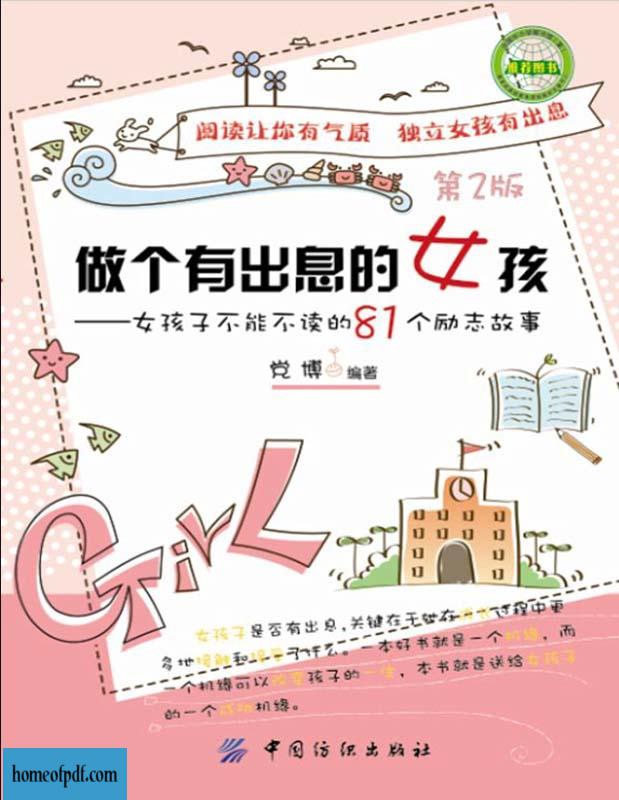 推荐图书
阅读让你有气质 独立女孩有出息
第2版
做个有出息的女孩
——女孩子不能不读的81个励志故事
党 博 编著
GirL
女孩子是否有出息,关键在于她在成长过程中更
多地接触和接受了什么。一本好书就是一个机缘,而
一个机缘可以改变孩子的一生,本书就是送给女孩子
的一个成功机缘。
中国纺织出版社
homeofpdf.com